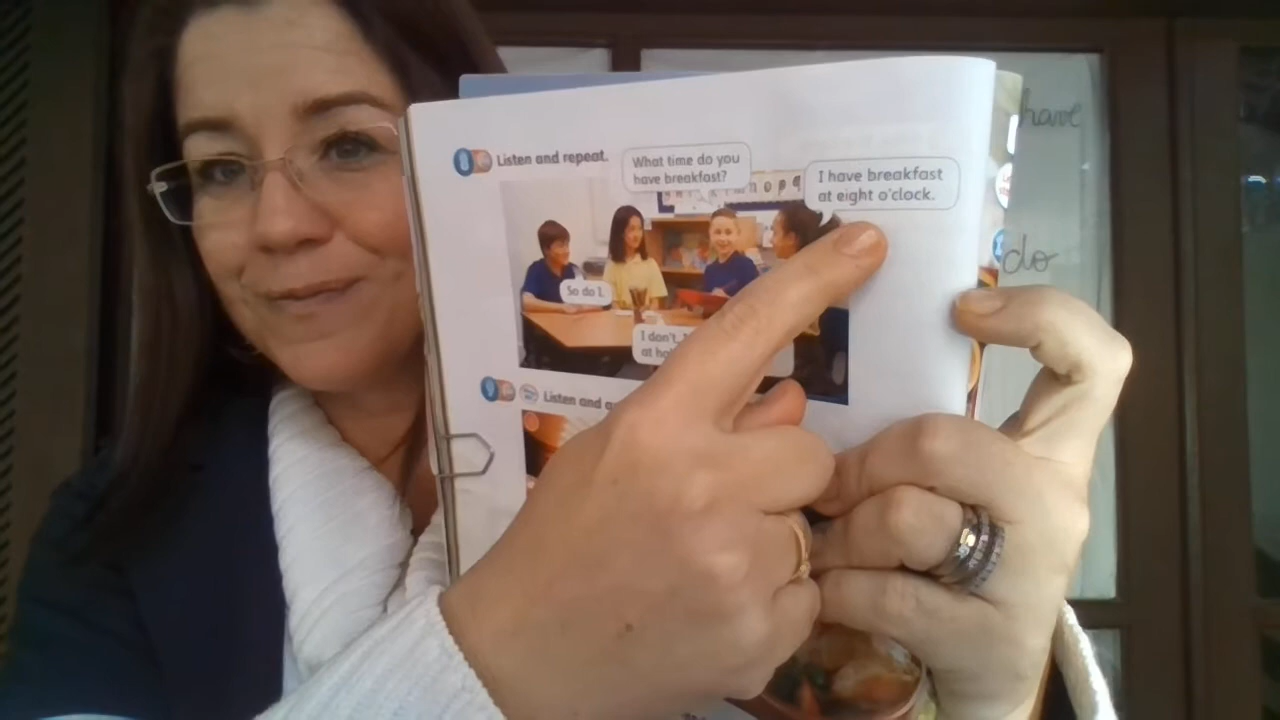 Listen and repeat.
What time do you
have breakfast?
I have breakfast
at eight o'clock.
So do I.
I don't.
at
Listen and
have
do